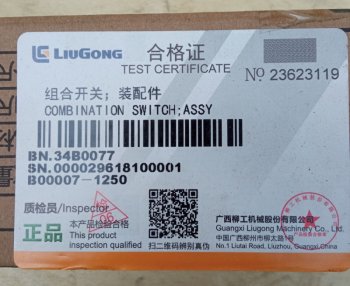 LIUGONG 合格证
TEST CERTIFICATE
No 23623119
组合开关；装配件
COMBINATION SWITCH;ASSY
BN.34B0077
SN.000029618100001
B00007-1250
质检员/Inspector
正品 本产品检验合格
This product
inspection qualified
扫二维码辨别真伪
广西柳工机械股份有限公司
Guangxi Liugong Machinery Co., Ltd.
中国广西柳州市柳太路1号
No.1 Liutai Road, Liuzhou, Guangxi, China